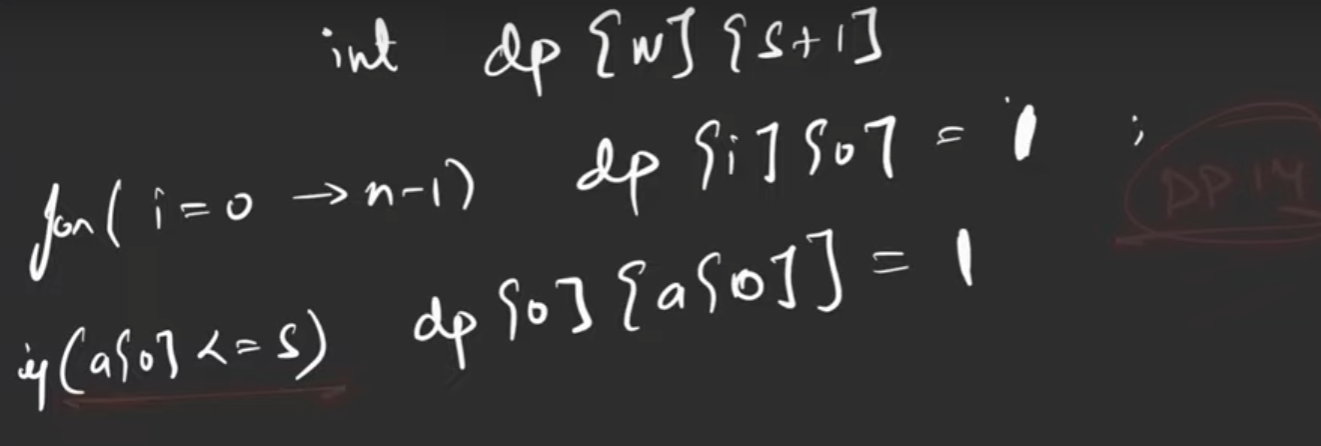 int dp[N][S+1]
for(i=0 → n-1) dp[i][0] = 1 ;
DP 14
if(a[0] <= S) dp[0][a[0]] = 1